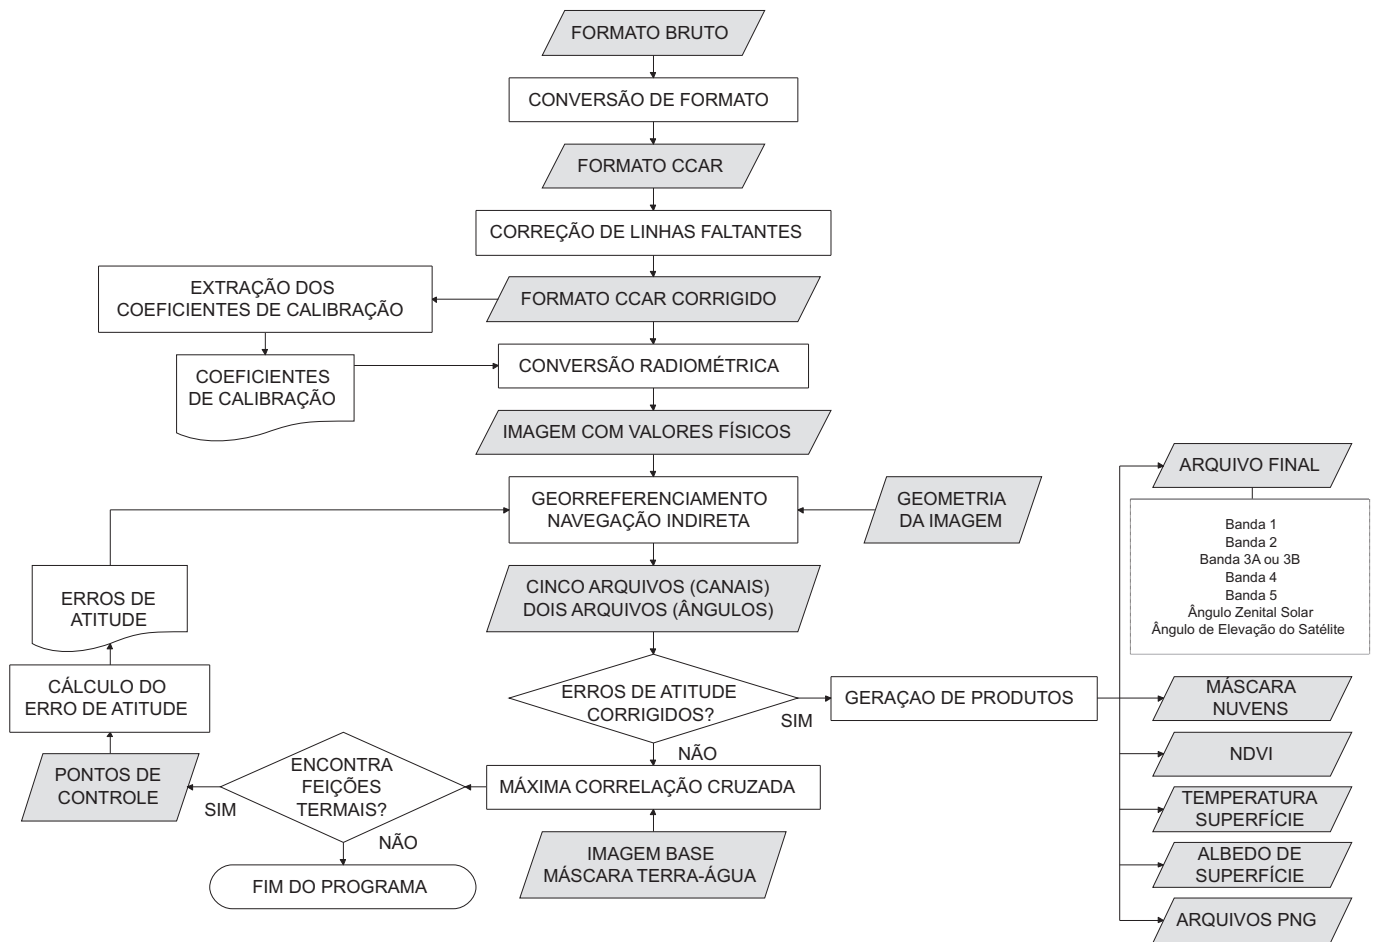 FORMATO BRUTO
CONVERSÃO DE FORMATO
FORMATO CCAR
CORREÇÃO DE LINHAS FALTANTES
FORMATO CCAR CORRIGIDO
EXTRAÇÃO DOS
COEFICIENTES DE CALIBRAÇÃO
COEFICIENTES
DE CALIBRAÇÃO
CONVERSÃO RADIOMÉTRICA
IMAGEM COM VALORES FÍSICOS
GEORREFERENCIAMENTO
NAVEGAÇÃO INDIRETA
GEOMETRIA
DA IMAGEM
CINCO ARQUIVOS (CANAIS)
DOIS ARQUIVOS (ÂNGULOS)
ERROS DE ATITUDE
CORRIGIDOS?
SIM
NÃO
GERAÇAO DE PRODUTOS
MÁXIMA CORRELAÇÃO CRUZADA
IMAGEM BASE
MÁSCARA TERRA-ÁGUA
ENCONTRA
FEIÇÕES
TERMAIS?
SIM
NÃO
FIM DO PROGRAMA
PONTOS DE
CONTROLE
CÁLCULO DO
ERRO DE ATITUDE
ERROS DE
ATITUDE
ARQUIVO FINAL
Banda 1
Banda 2
Banda 3A ou 3B
Banda 4
Banda 5
Ângulo Zenital Solar
Ângulo de Elevação do Satélite
MÁSCARA
NUVENS
NDVI
TEMPERATURA
SUPERFÍCIE
ALBEDO DE
SUPERFÍCIE
ARQUIVOS PNG